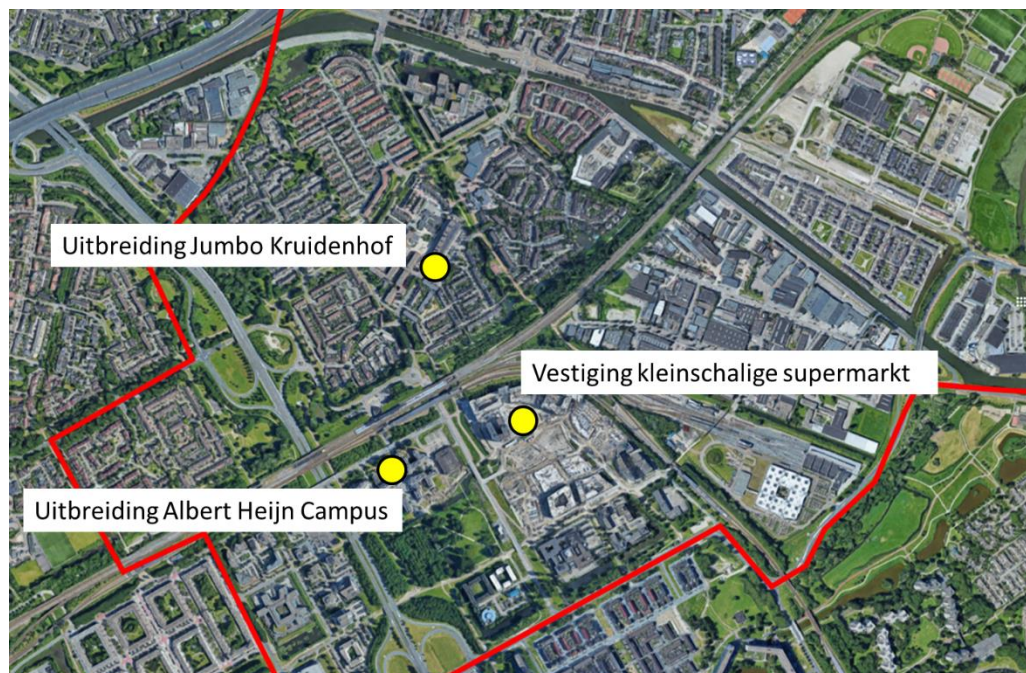 Uitbreiding Jumbo Kruidenhof
Vestiging kleinschalige supermarkt
Uitbreiding Albert Heijn Campus